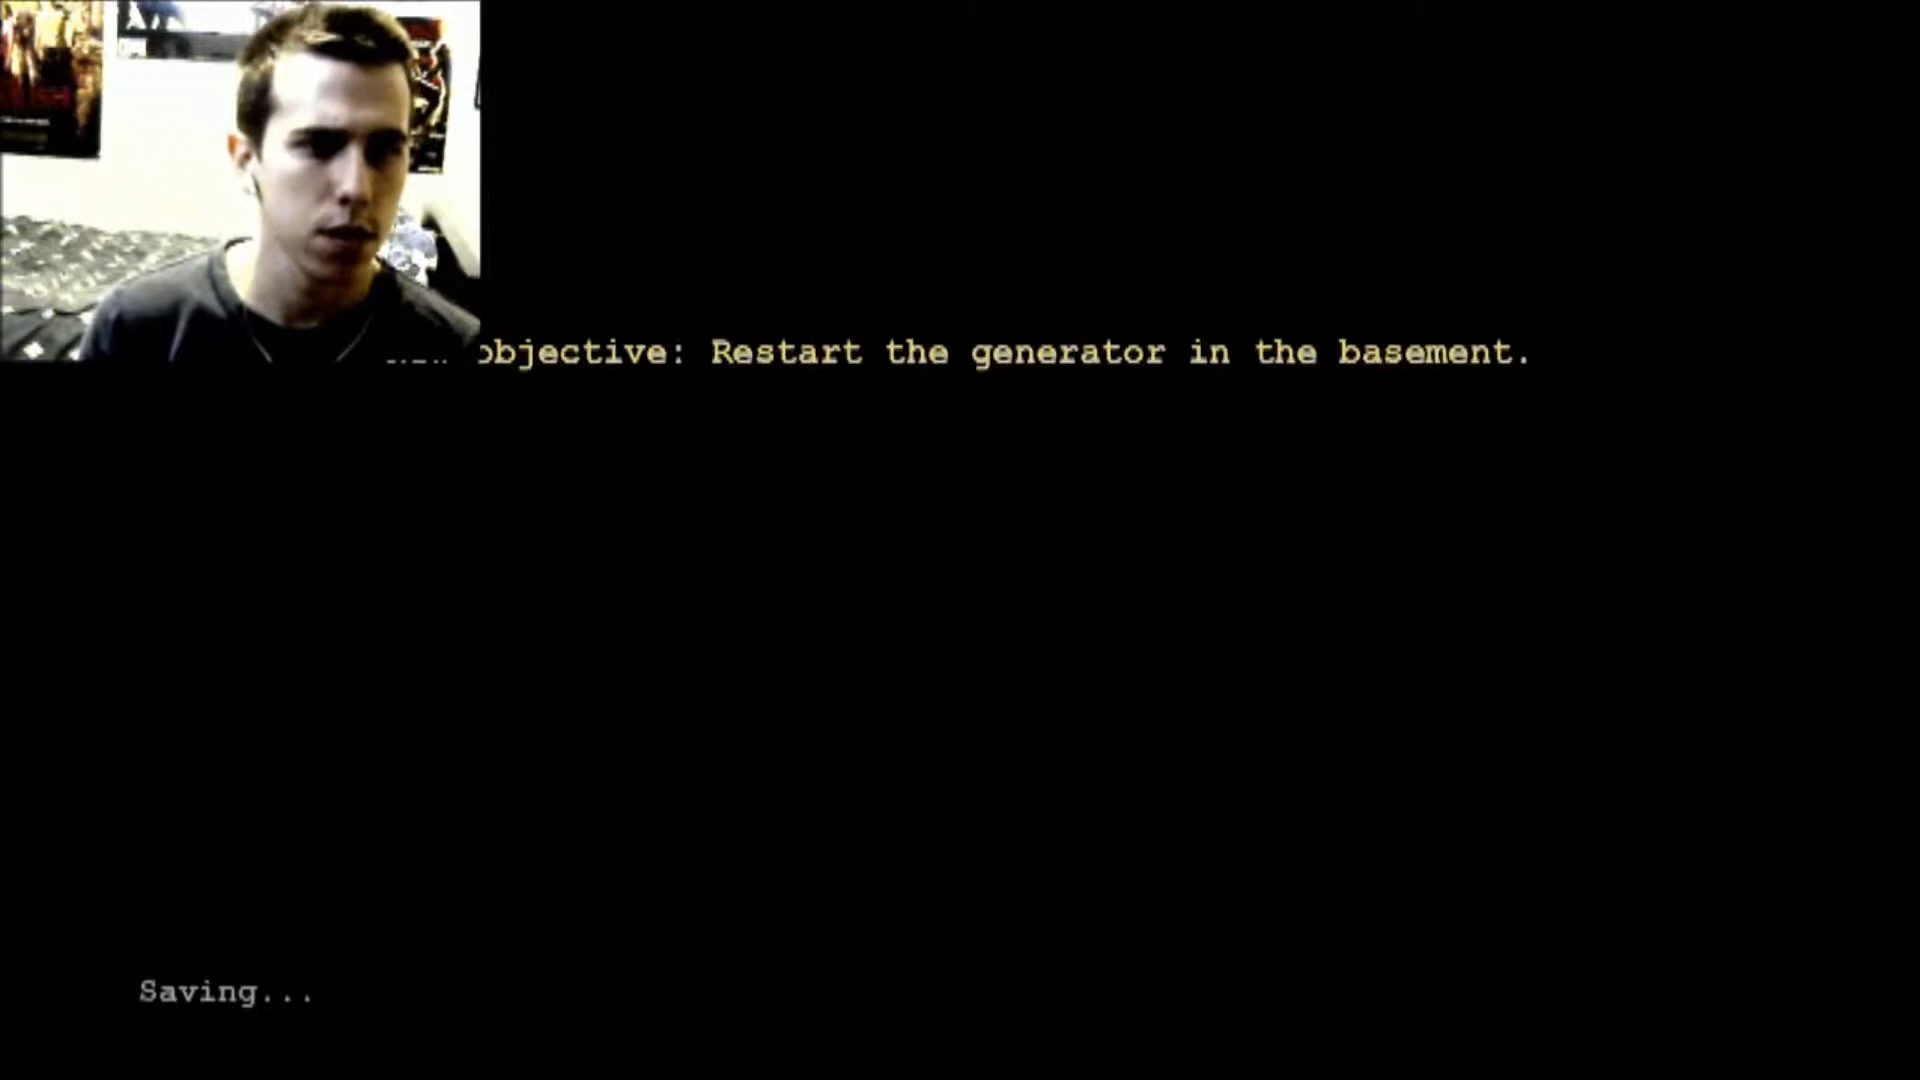 objective: Restart the generator in the basement.
Saving...